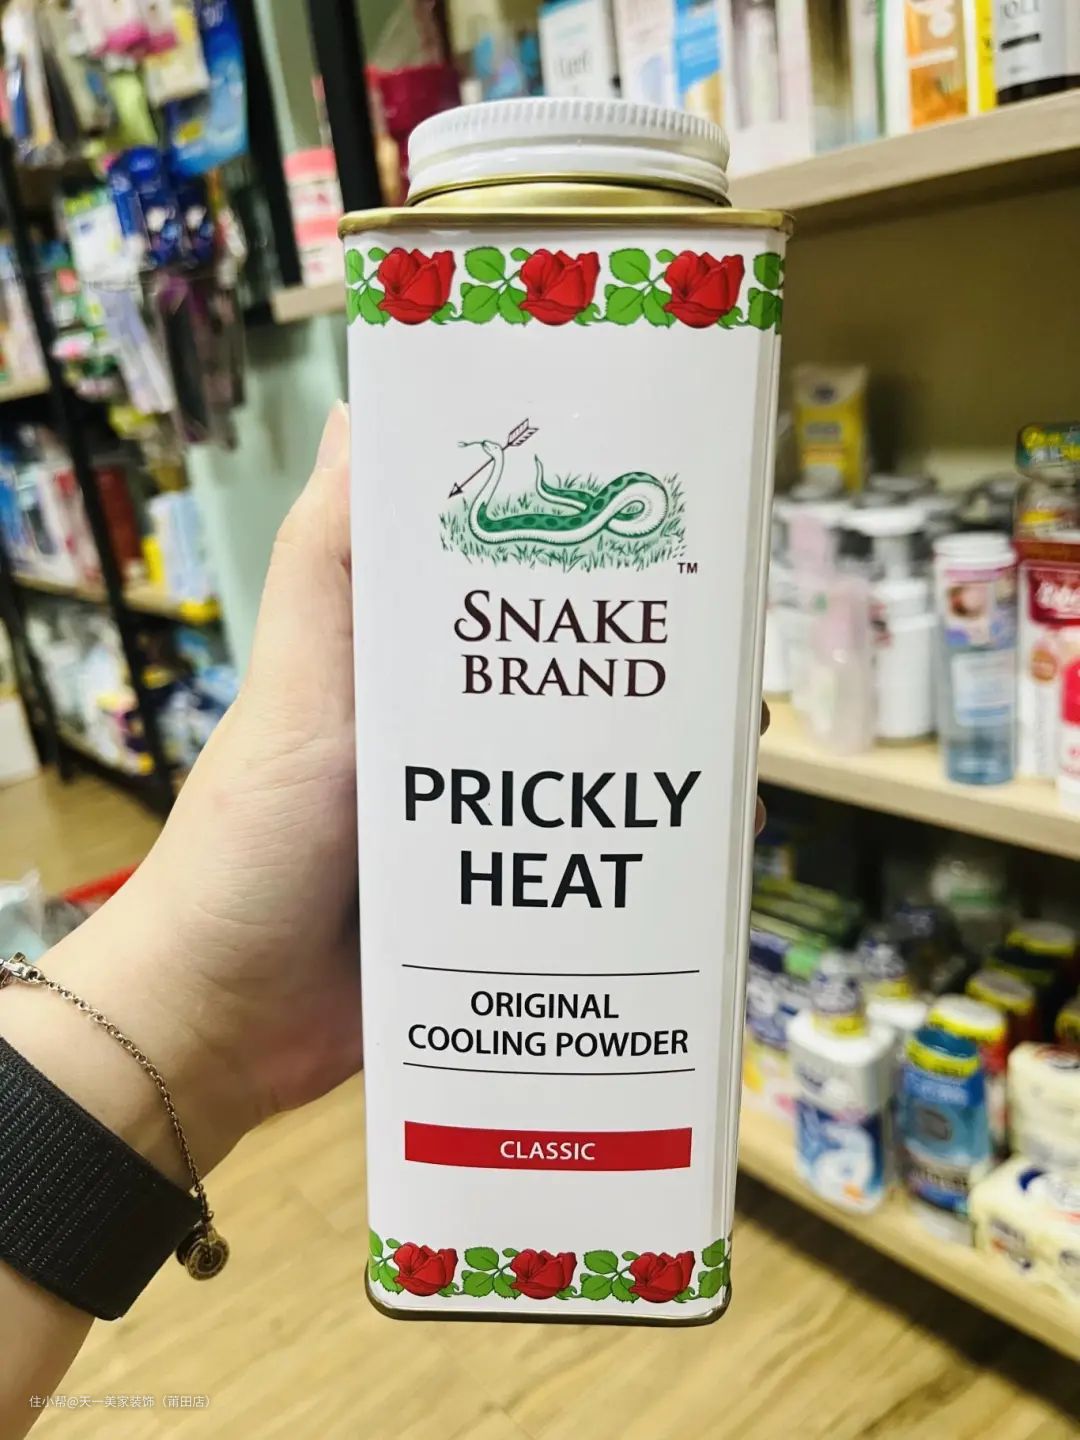 TM
SNAKE
BRAND
PRICKLY
HEAT
ORIGINAL
COOLING POWDER
CLASSIC
住小帮@天一美家装饰（莆田店）